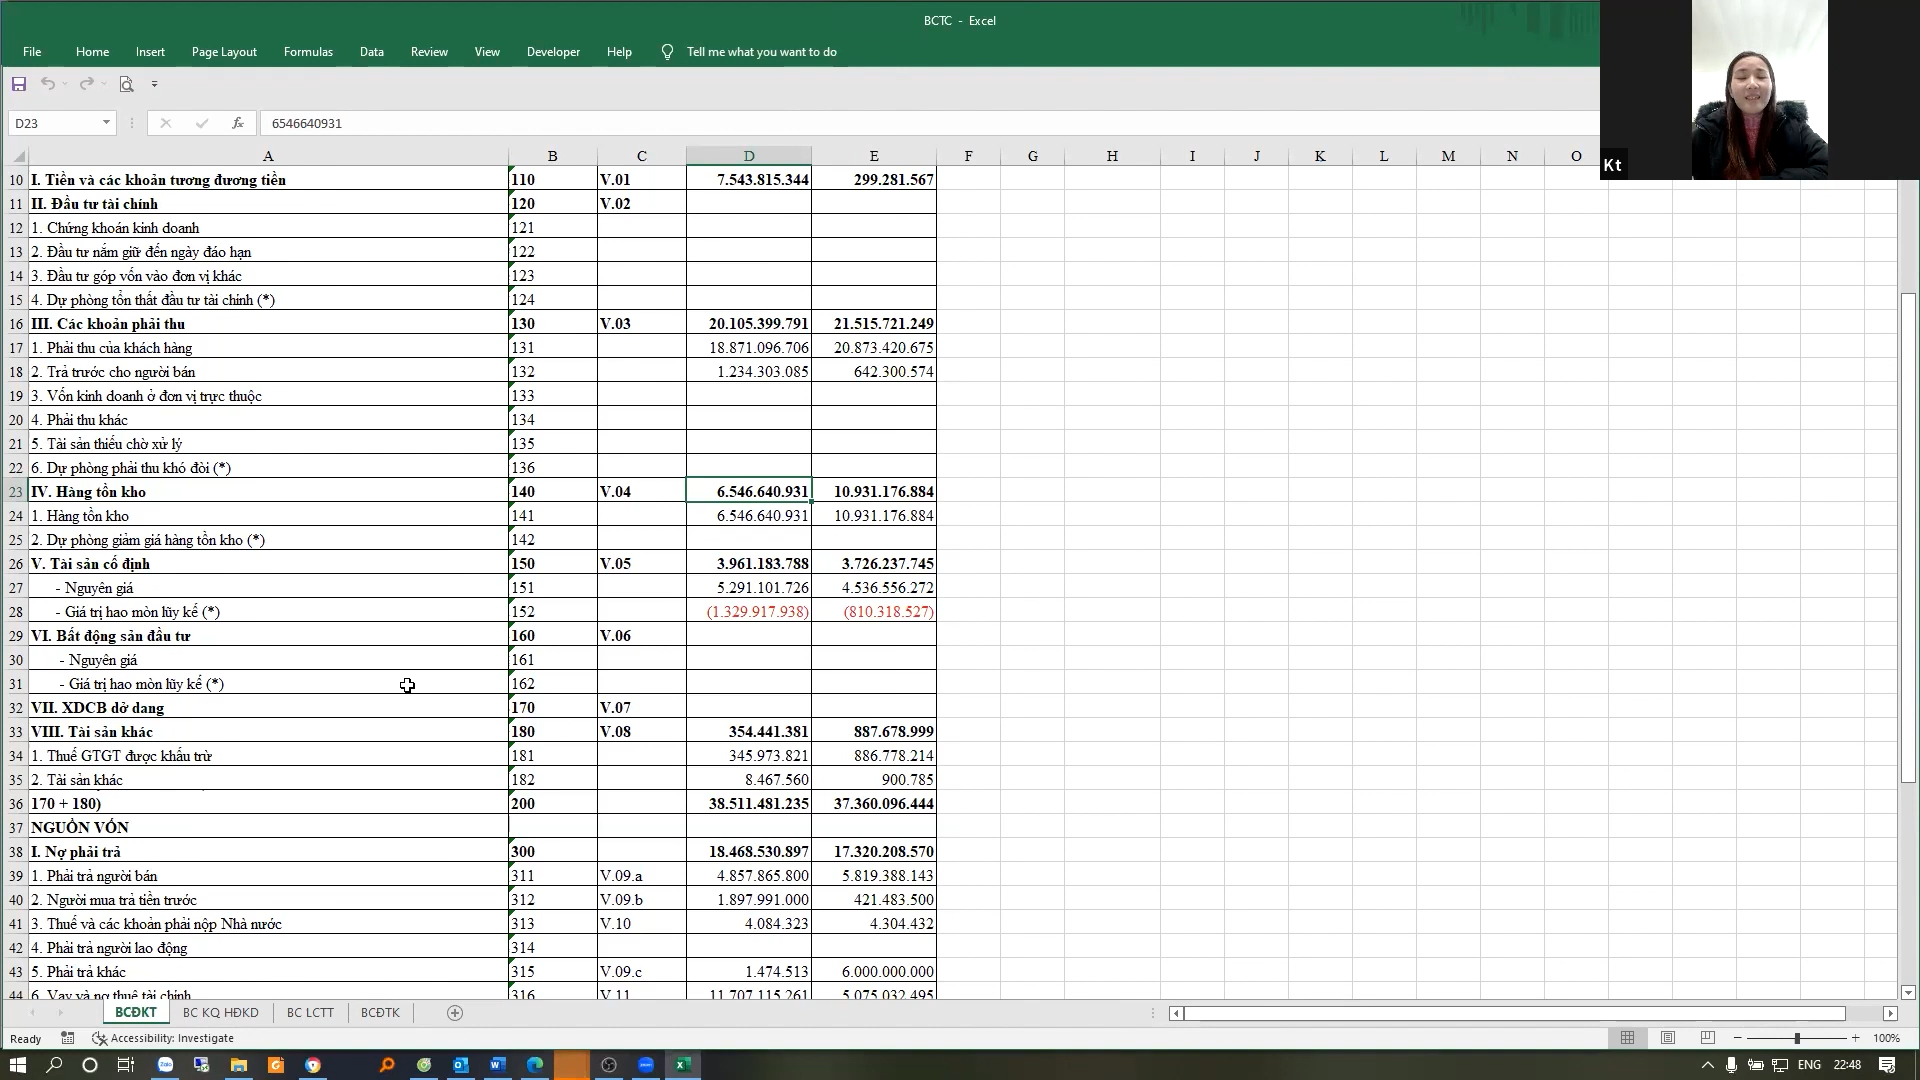 BCTC - Excel
File Home Insert Page Layout Formulas Data Review View Developer Help Tell me what you want to do
D23 fx 6546640931
A B C D E F G H I J K L M N O
10 I. Tiền và các khoản tương đương tiền 110 V.01 7.543.815.344 299.281.567
11 II. Đầu tư tài chính 120 V.02
12 1. Chứng khoán kinh doanh 121
13 2. Đầu tư nắm giữ đến ngày đáo hạn 122
14 3. Đầu tư góp vốn vào đơn vị khác 123
15 4. Dự phòng tổn thất đầu tư tài chính (*) 124
16 III. Các khoản phải thu 130 V.03 20.105.399.791 21.515.721.249
17 1. Phải thu của khách hàng 131 18.871.096.706 20.873.420.675
18 2. Trả trước cho người bán 132 1.234.303.085 642.300.574
19 3. Vốn kinh doanh ở đơn vị trực thuộc 133
20 4. Phải thu khác 134
21 5. Tài sản thiếu chờ xử lý 135
22 6. Dự phòng phải thu khó đòi (*) 136
23 IV. Hàng tồn kho 140 V.04 6.546.640.931 10.931.176.884
24 1. Hàng tồn kho 141 6.546.640.931 10.931.176.884
25 2. Dự phòng giảm giá hàng tồn kho (*) 142
26 V. Tài sản cố định 150 V.05 3.961.183.788 3.726.237.745
27 - Nguyên giá 151 5.291.101.726 4.536.556.272
28 - Giá trị hao mòn lũy kế (*) 152 (1.329.917.938) (810.318.527)
29 VI. Bất động sản đầu tư 160 V.06
30 - Nguyên giá 161
31 - Giá trị hao mòn lũy kế (*) 162
32 VII. XDCB dở dang 170 V.07
33 VIII. Tài sản khác 180 V.08 354.441.381 887.678.999
34 1. Thuế GTGT được khấu trừ 181 345.973.821 886.778.214
35 2. Tài sản khác 182 8.467.560 900.785
36 170 + 180) 200 38.511.481.235 37.360.096.444
37 NGUỒN VỐN
38 I. Nợ phải trả 300 18.468.530.897 17.320.208.570
39 1. Phải trả người bán 311 V.09.a 4.857.865.800 5.819.388.143
40 2. Người mua trả tiền trước 312 V.09.b 1.897.991.000 421.483.500
41 3. Thuế và các khoản phải nộp Nhà nước 313 V.10 4.084.323 4.304.432
42 4. Phải trả người lao động 314
43 5. Phải trả khác 315 V.09.c 1.474.513 6.000.000.000
44 6. Vay và nợ thuê tài chính 316 V.11 11.707.115.261 5.075.032.495
BCĐKT BC KQ HĐKD BC LCTT BCĐTK
Ready Accessibility: Investigate 100%
Zalo ENG 22:48
Kt